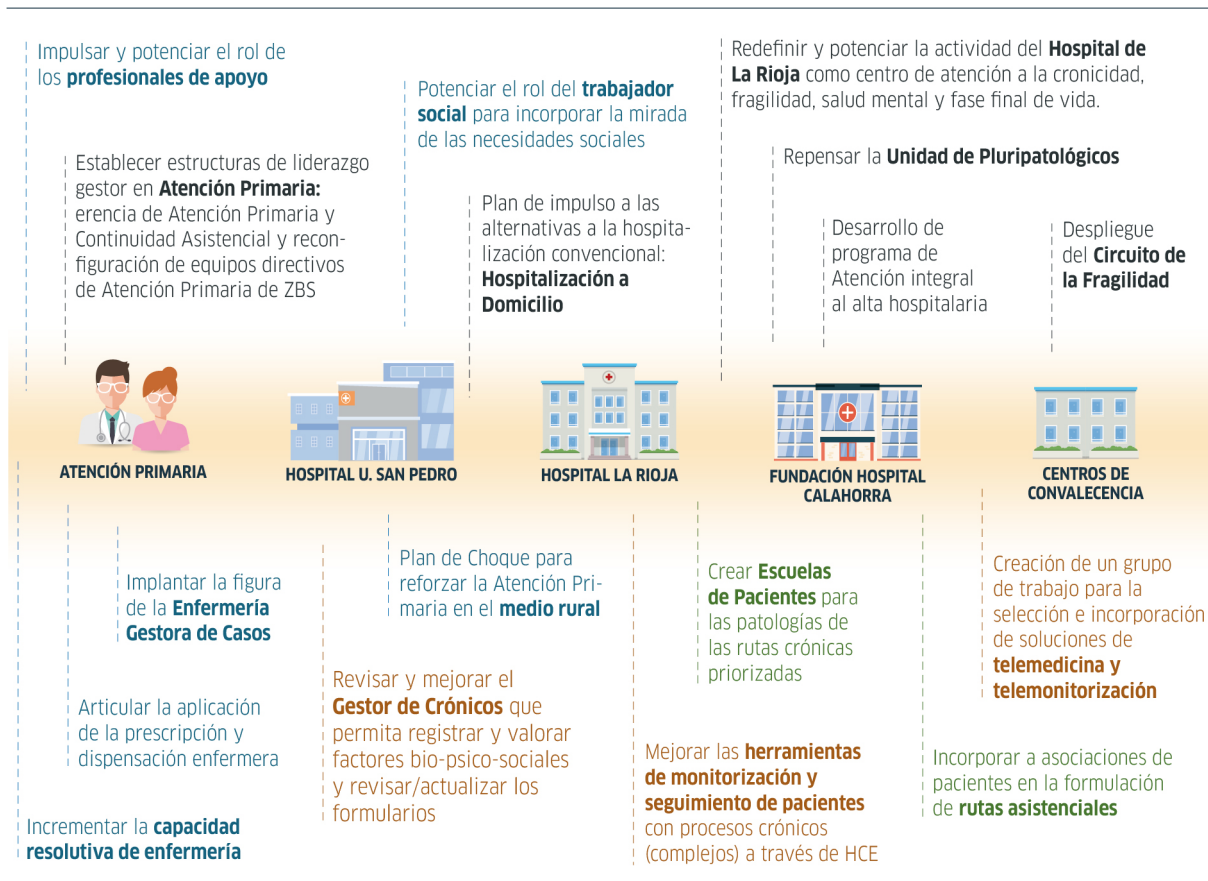 Impulsar y potenciar el rol de
los profesionales de apoyo
Establecer estructuras de liderazgo
gestor en Atención Primaria:
erencia de Atención Primaria y
Continuidad Asistencial y recon-
figuración de equipos directivos
de Atención Primaria de ZBS
Potenciar el rol del trabajador
social para incorporar la mirada
de las necesidades sociales
Plan de impulso a las
alternativas a la hospita-
lización convencional:
Hospitalización a
Domicilio
Redefinir y potenciar la actividad del Hospital de
La Rioja como centro de atención a la cronicidad,
fragilidad, salud mental y fase final de vida.
Repensar la Unidad de Pluripatológicos
Desarrollo de
programa de
Atención integral
al alta hospitalaria
Despliegue
del Circuito de
la Fragilidad
ATENCIÓN PRIMARIA
HOSPITAL U. SAN PEDRO
HOSPITAL LA RIOJA
FUNDACIÓN HOSPITAL
CALAHORRA
CENTROS DE
CONVALECENCIA
Implantar la figura
de la Enfermería
Gestora de Casos
Articular la aplicación
de la prescripción y
dispensación enfermera
Incrementar la capacidad
resolutiva de enfermería
Plan de Choque para
reforzar la Atención Pri-
maria en el medio rural
Revisar y mejorar el
Gestor de Crónicos que
permita registrar y valorar
factores bio-psico-sociales
y revisar/actualizar los
formularios
Crear Escuelas
de Pacientes para
las patologías de
las rutas crónicas
priorizadas
Mejorar las herramientas
de monitorización y
seguimiento de pacientes
con procesos crónicos
(complejos) a través de HCE
Creación de un grupo
de trabajo para la
selección e incorporación
de soluciones de
telemedicina y
telemonitorización
Incorporar a asociaciones de
pacientes en la formulación
de rutas asistenciales